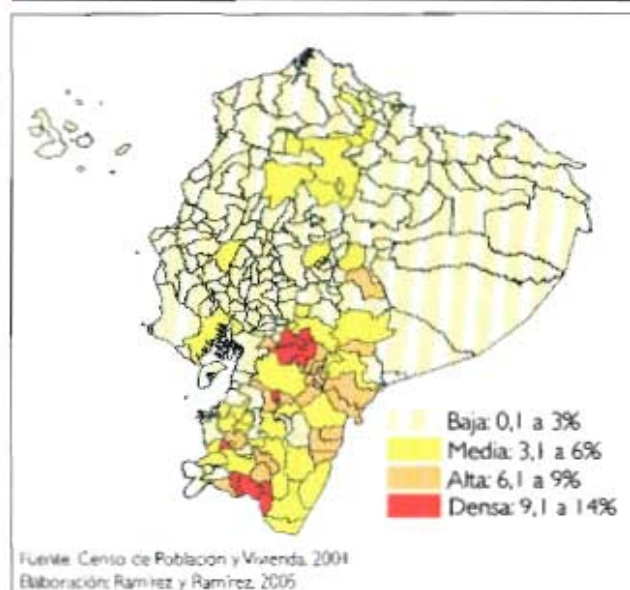 Baja: 0,1 a 3%
Media: 3,1 a 6%
Alta: 6,1 a 9%
Densa: 9,1 a 14%
Fuente: Censo de Población y Vivienda, 2001
Elaboración: Ramírez y Ramírez, 2005